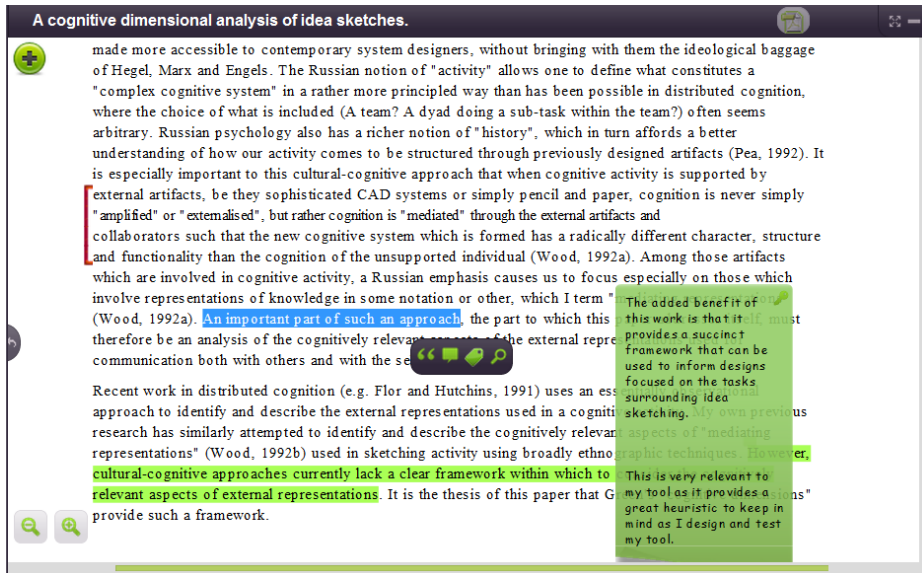 A cognitive dimensional analysis of idea sketches.
made more accessible to contemporary system designers, without bringing with them the ideological baggage
of Hegel, Marx and Engels. The Russian notion of "activity" allows one to define what constitutes a
"complex cognitive system" in a rather more principled way than has been possible in distributed cognition,
where the choice of what is included (A team? A dyad doing a sub-task within the team?) often seems
arbitrary. Russian psychology also has a richer notion of "history", which in turn affords a better
understanding of how our activity comes to be structured through previously designed artifacts (Pea, 1992). It
is especially important to this cultural-cognitive approach that when cognitive activity is supported by
external artifacts, be they sophisticated CAD systems or simply pencil and paper, cognition is never simply
"amplified" or "externalised", but rather cognition is "mediated" through the external artifacts and
collaborators such that the new cognitive system which is formed has a radically different character, structure
and functionality than the cognition of the unsupported individual (Wood, 1992a). Among those artifacts
which are involved in cognitive activity, a Russian emphasis causes us to focus especially on those which
involve representations of knowledge in some notation or other, which I term "
(Wood, 1992a). An important part of such an approach, the part to which this must
therefore be an analysis of the cognitively relevant the external
communication both with others and with the
Recent work in distributed cognition (e.g. Flor and Hutchins, 1991) uses an
approach to identify and describe the external representations used in a My own previous
research has similarly attempted to identify and describe the cognitively relevant aspects of "mediating
representations" (Wood, 1992b) used in sketching activity using broadly ethnographic techniques. However,
cultural-cognitive approaches currently lack a clear framework within which to
relevant aspects of external representations. It is the thesis of this paper that
provide such a framework.
The added benefit of
this work is that it
provides a succinct
framework that can be
used to inform designs
focused on the tasks
surrounding idea
sketching.
This is very relevant to
my tool as it provides a
great heuristic to keep in
mind as I design and test
my tool.